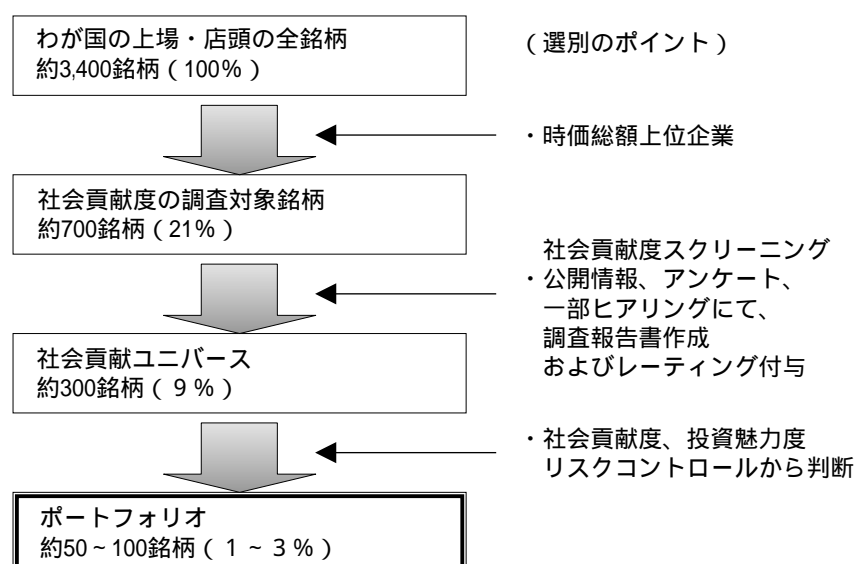 わが国の上場・店頭の全銘柄
約3,400銘柄(100%)
(選別のポイント)
・時価総額上位企業
社会貢献度の調査対象銘柄
約700銘柄(21%)
社会貢献度スクリーニング
・公開情報、アンケート、
一部ヒアリングにて、
調査報告書作成
およびレーティング付与
社会貢献ユニバース
約300銘柄(9%)
・社会貢献度、投資魅力度
リスクコントロールから判断
ポートフォリオ
約50~100銘柄(1~3%)